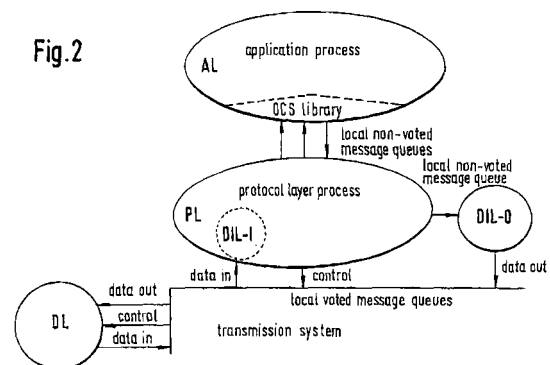 Fig.2
application process
AL
OCS library
local non-voted
message queues
local non-voted
message queue
protocol layer process
PL
DIL-I
DIL-O
data in
control
data out
local voted message queues
data out
control
data in
DL
transmission system